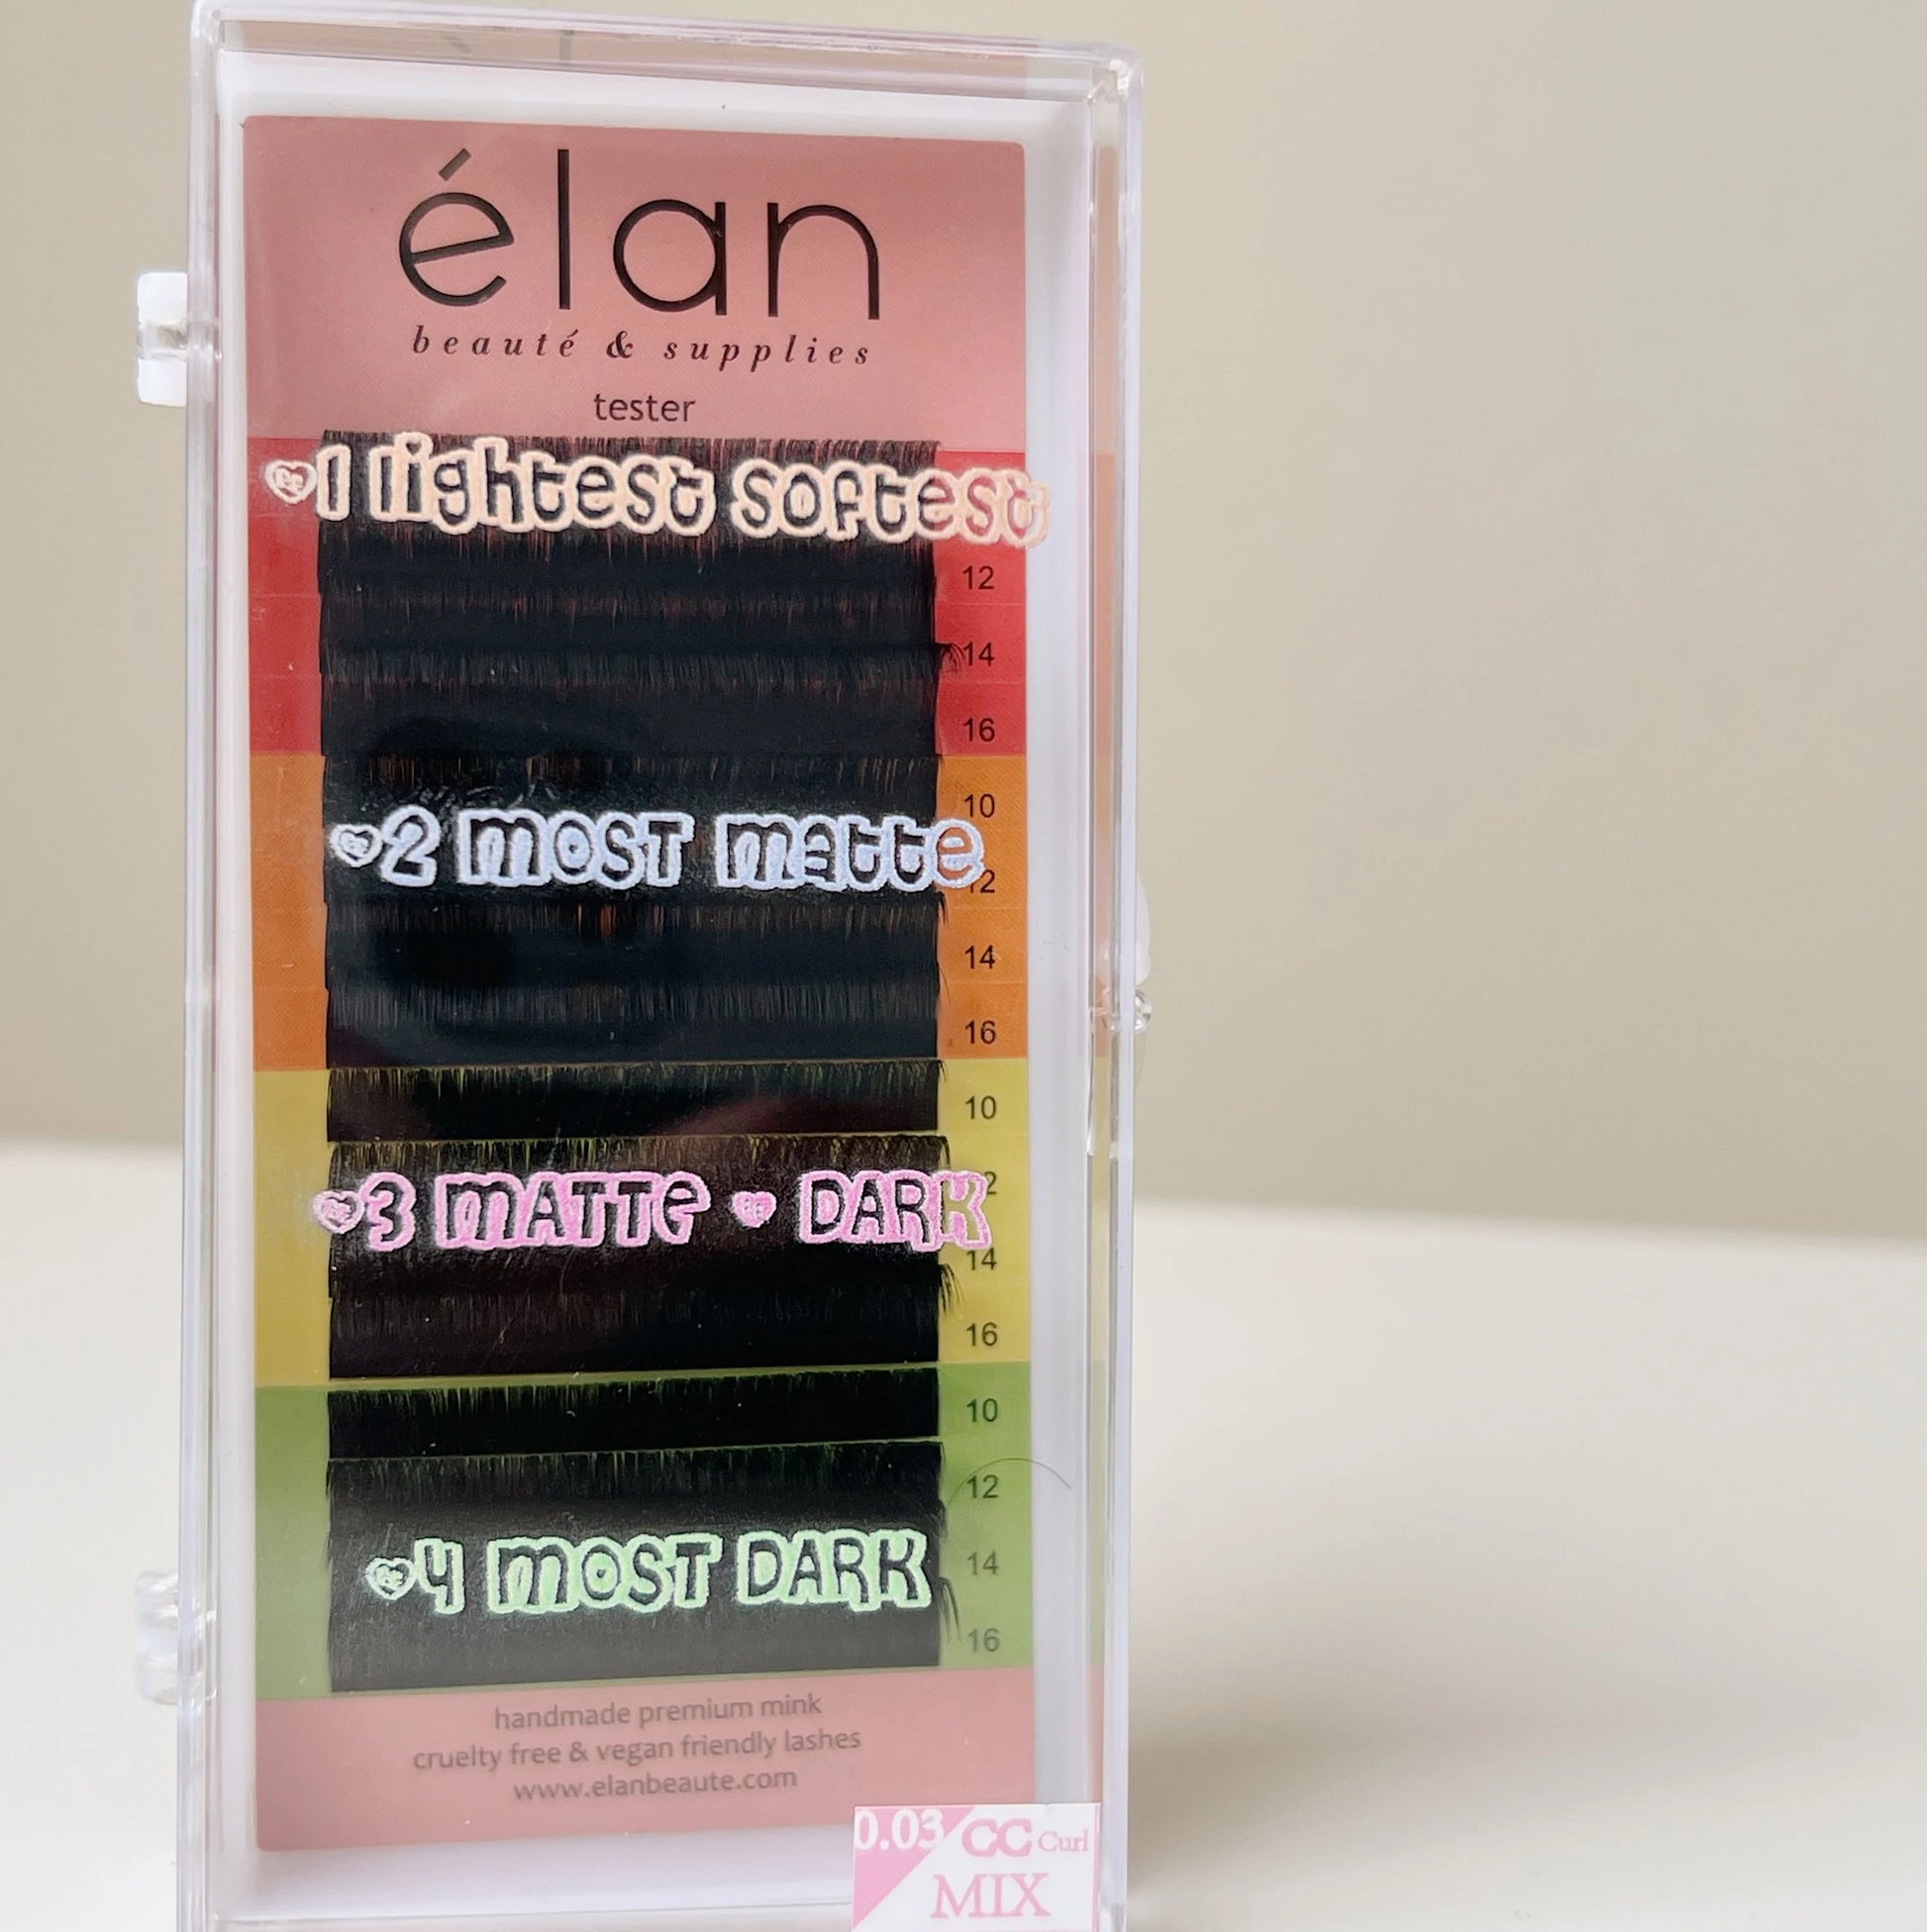 élan
beauté & supplies
tester
1 lightest softest
12
14
16
10
2 MOST matte
12
14
16
10
3 MATTe DARK
2
14
16
10
12
4 MOST DARK
14
16
handmade premium mink
cruelty free & vegan friendly lashes
www.elanbeaute.com
0.03 CC Curl
MIX